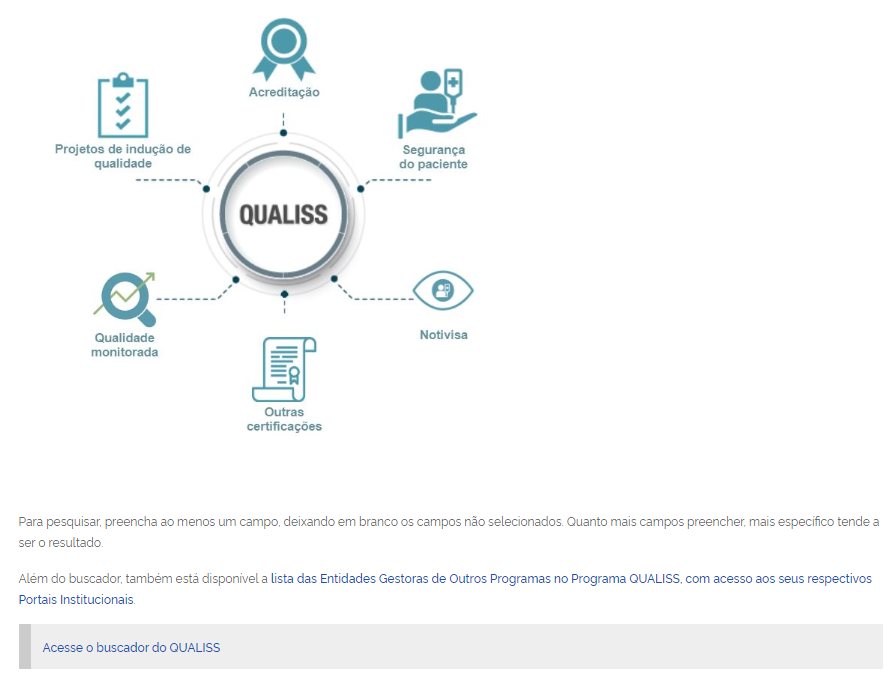 Acreditação
Projetos de indução de
qualidade
Segurança
do paciente
QUALISS
Qualidade
monitorada
Notivisa
Outras
certificações
Para pesquisar, preencha ao menos um campo, deixando em branco os campos não selecionados. Quanto mais campos preencher, mais específico tende a
ser o resultado.
Além do buscador, também está disponível a lista das Entidades Gestoras de Outros Programas no Programa QUALISS, com acesso aos seus respectivos
Portais Institucionais.
Acesse o buscador do QUALISS